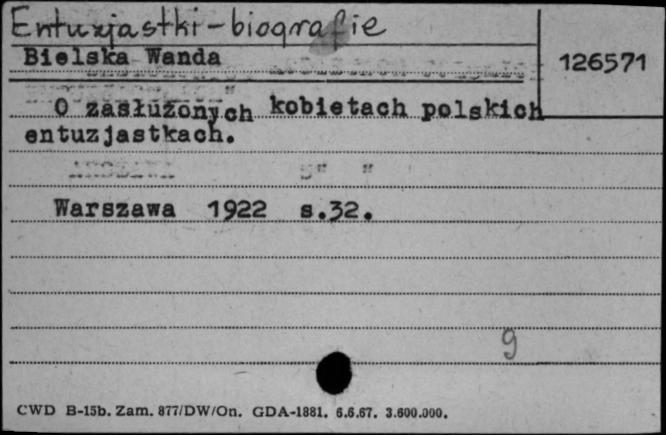 Entuzjastki-biografie
Bielska Wanda
126571
O zasłużonych kobietach polskich
entuzjastkach.
Warszawa 1922 s.32.
9
CWD B-15b. Zam. 877/DW/On. GDA-1881. 6.6.67. 3.600.000.